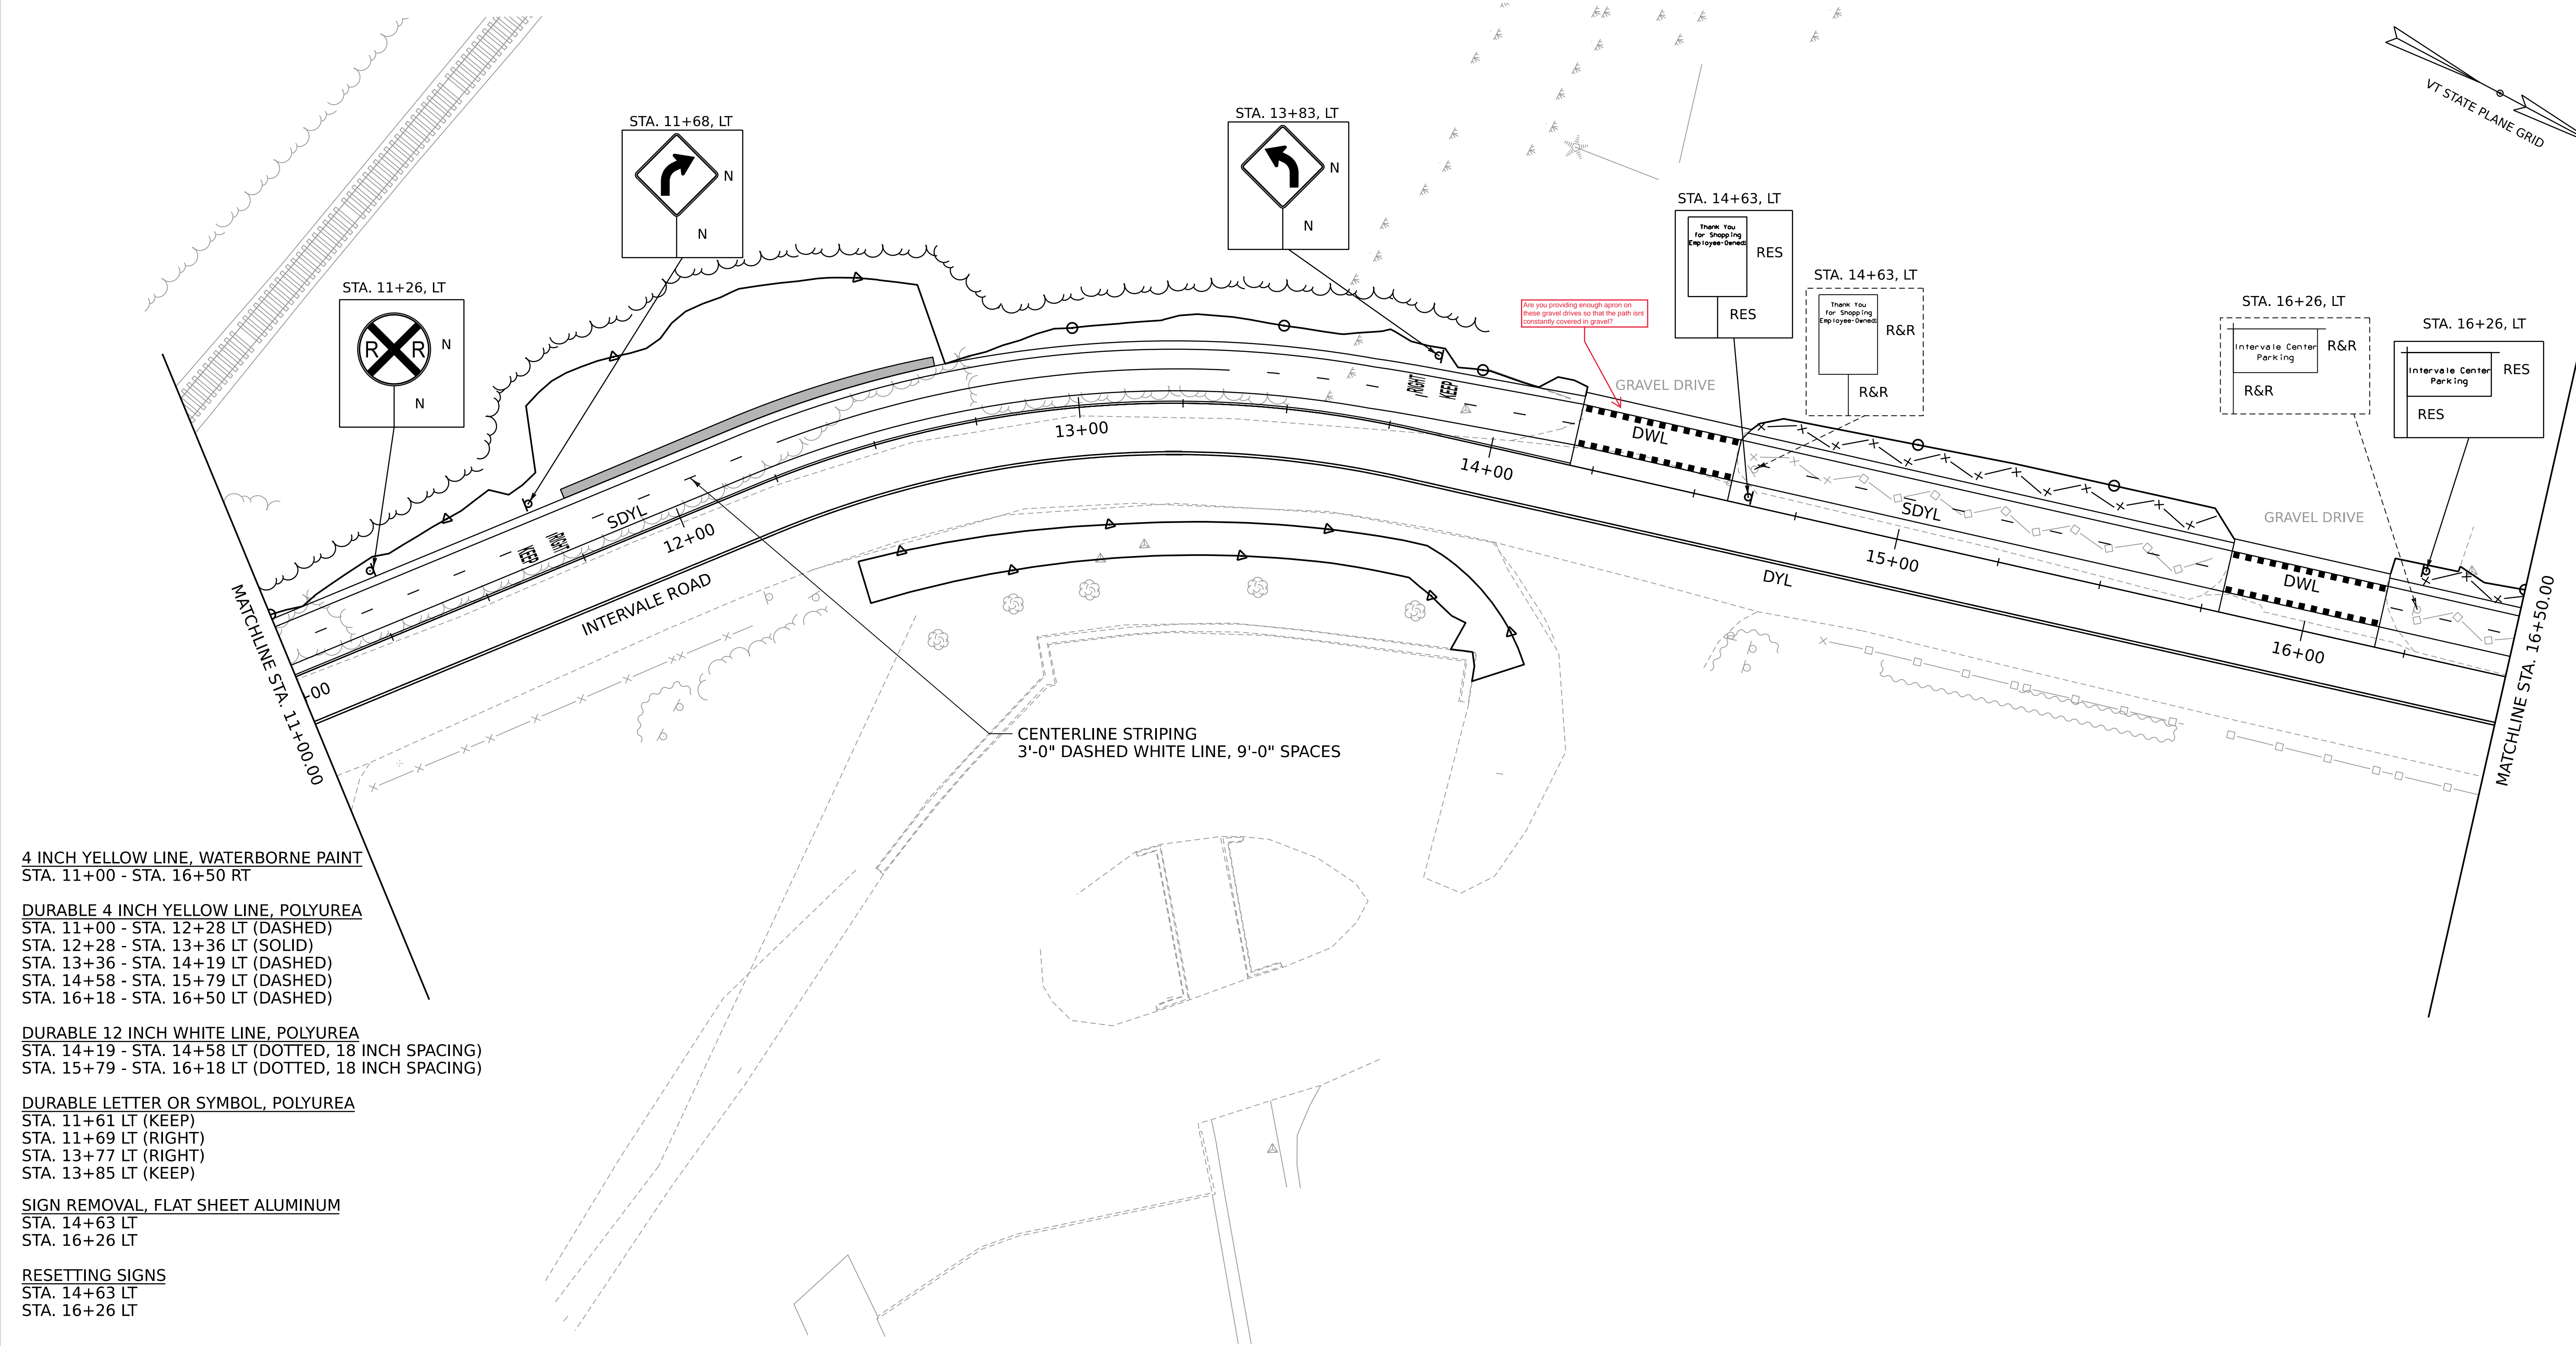 VT STATE PLANE GRID
STA. 11+68, LT
N
N
STA. 13+83, LT
N
N
STA. 14+63, LT
Thank You
for Shopping
Employee-Owned!
RES
RES
STA. 14+63, LT
Thank You
for Shopping
Employee-Owned!
R&R
R&R
STA. 11+26, LT
R R
N
N
STA. 16+26, LT
Intervale Center
Parking
R&R
R&R
STA. 16+26, LT
Intervale Center
Parking
RES
RES
Are you providing enough apron on
these gravel drives so that the path isnt
constantly covered in gravel?
GRAVEL DRIVE
GRAVEL DRIVE
RIGHT
KEEP
DWL
13+00
14+00
SDYL
KEEP
RIGHT
12+00
SDYL
15+00
DWL
DYL
16+00
INTERVALE ROAD
-00
MATCHLINE STA. 11+00.00
MATCHLINE STA. 16+50.00
CENTERLINE STRIPING
3'-0" DASHED WHITE LINE, 9'-0" SPACES
4 INCH YELLOW LINE, WATERBORNE PAINT
STA. 11+00 - STA. 16+50 RT
DURABLE 4 INCH YELLOW LINE, POLYUREA
STA. 11+00 - STA. 12+28 LT (DASHED)
STA. 12+28 - STA. 13+36 LT (SOLID)
STA. 13+36 - STA. 14+19 LT (DASHED)
STA. 14+58 - STA. 15+79 LT (DASHED)
STA. 16+18 - STA. 16+50 LT (DASHED)
DURABLE 12 INCH WHITE LINE, POLYUREA
STA. 14+19 - STA. 14+58 LT (DOTTED, 18 INCH SPACING)
STA. 15+79 - STA. 16+18 LT (DOTTED, 18 INCH SPACING)
DURABLE LETTER OR SYMBOL, POLYUREA
STA. 11+61 LT (KEEP)
STA. 11+69 LT (RIGHT)
STA. 13+77 LT (RIGHT)
STA. 13+85 LT (KEEP)
SIGN REMOVAL, FLAT SHEET ALUMINUM
STA. 14+63 LT
STA. 16+26 LT
RESETTING SIGNS
STA. 14+63 LT
STA. 16+26 LT